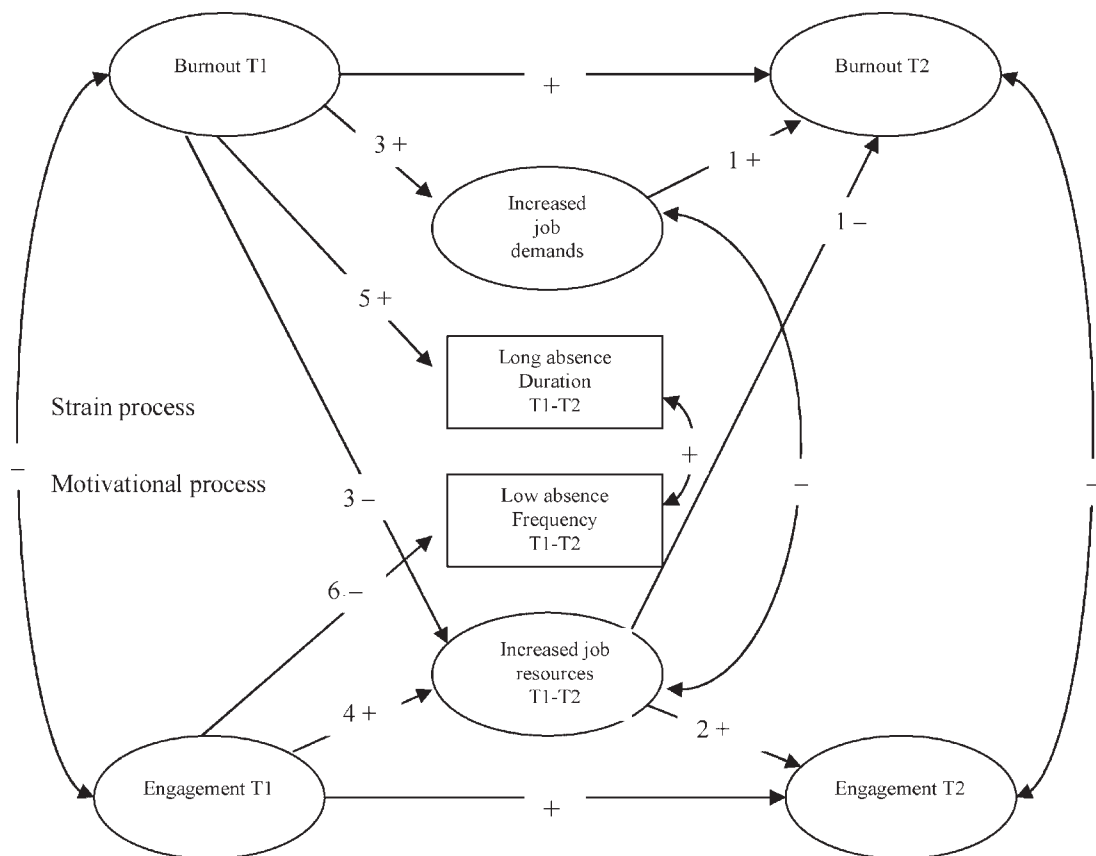 Burnout T1
Burnout T2
+
3 +
1 +
Increased
job
demands
1 –
5 +
Long absence
Duration
T1-T2
Strain process
+
–
Motivational process
–
–
3 –
Low absence
Frequency
T1-T2
6 –
Increased job
resources
T1-T2
4 +
2 +
Engagement T1
Engagement T2
+